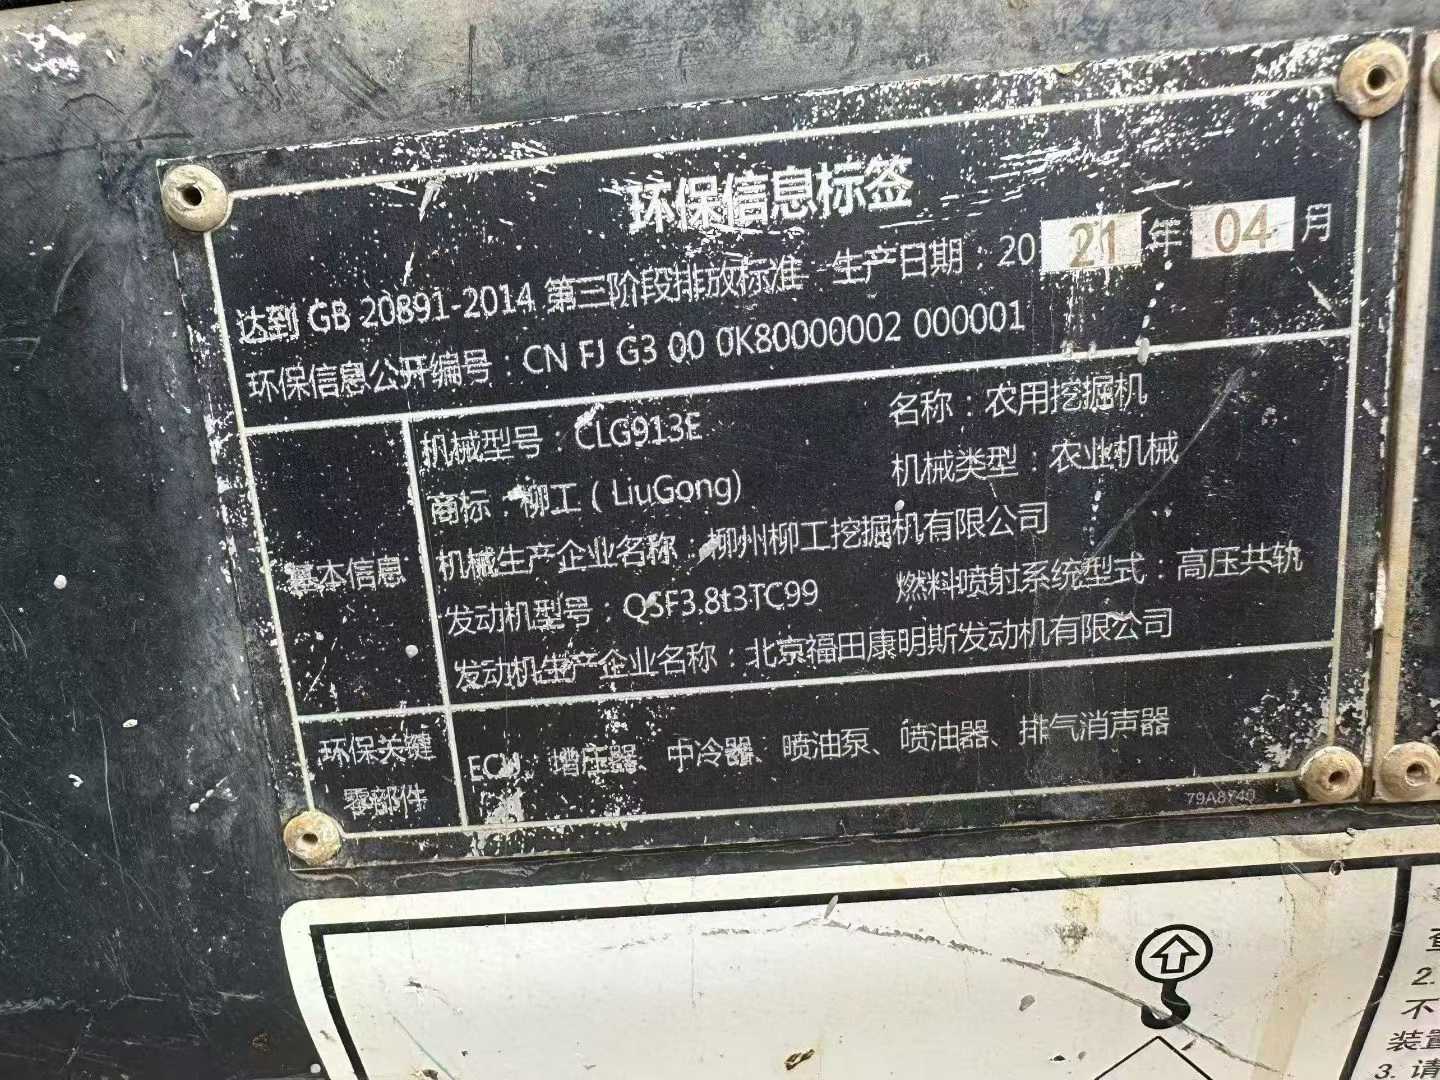 环保信息标签
达到 GB 20891-2014 第三阶段排放标准 生产日期：2021年04月
环保信息公开编号：CN FJ G3 00 0K80000002 000001
基本信息
机械型号：CLG913E 名称：农用挖掘机
商标：柳工（LiuGong) 机械类型：农业机械
机械生产企业名称：柳州柳工挖掘机有限公司
发动机型号：QSF3.8t3TC99 燃料喷射系统型式：高压共轨
发动机生产企业名称：北京福田康明斯发动机有限公司
环保关键
零部件
ECM、增压器、中冷器、喷油泵、喷油器、排气消声器
2.
不
装置
3. 请